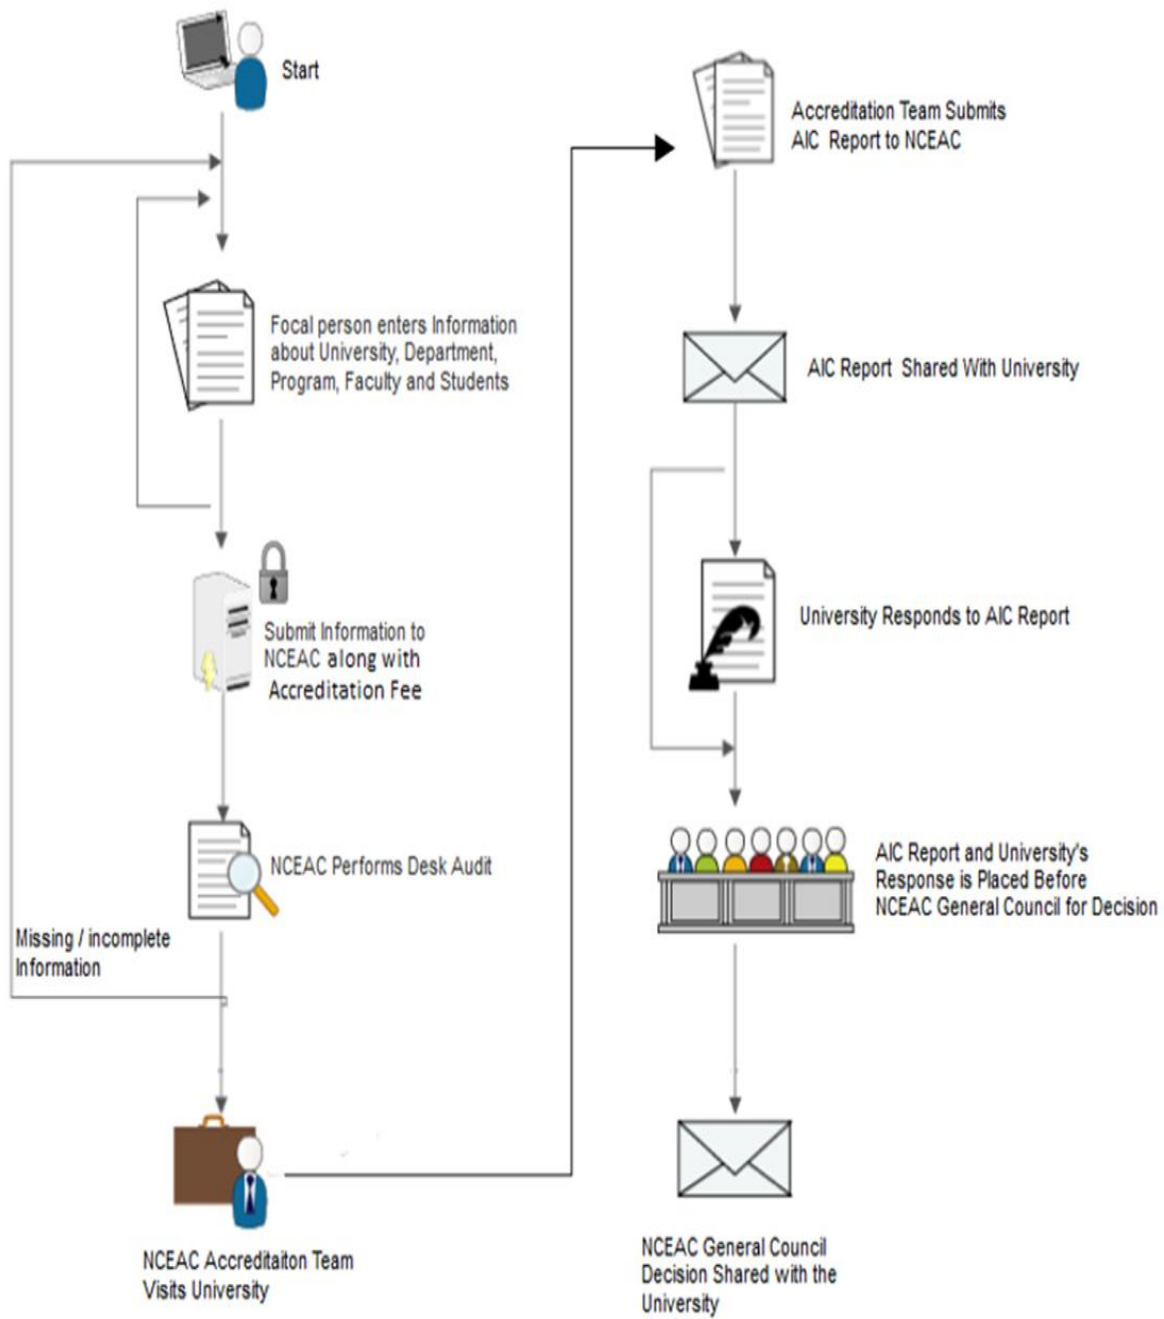 Start
Focal person enters Information
about University, Department,
Program, Faculty and Students
Submit Information to
NCEAC along with
Accreditation Fee
NCEAC Performs Desk Audit
Missing / incomplete
Information
NCEAC Accreditaiton Team
Visits University
Accreditation Team Submits
AIC Report to NCEAC
AIC Report Shared With University
University Responds to AIC Report
AIC Report and University's
Response is Placed Before
NCEAC General Council for Decision
NCEAC General Council
Decision Shared with the
University